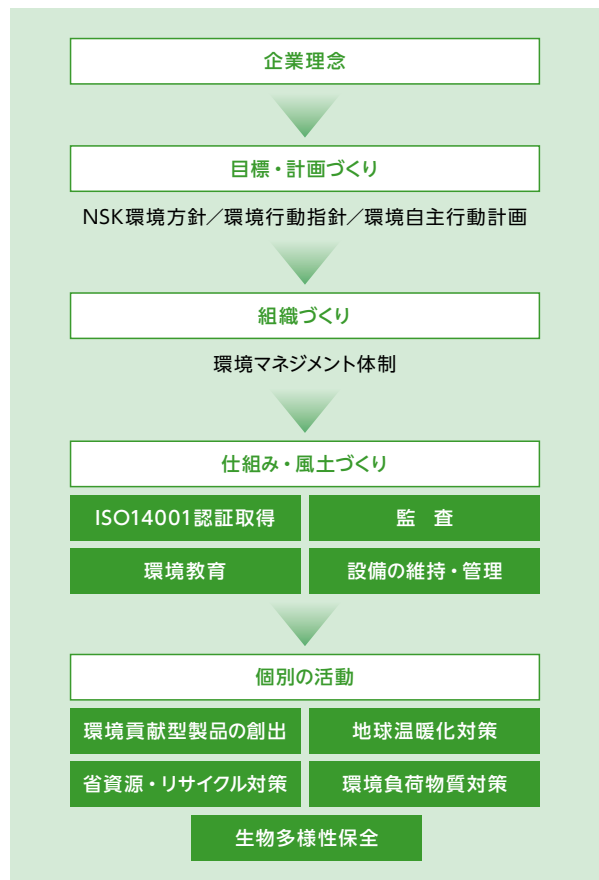 企業理念
目標・計画づくり
NSK環境方針／環境行動指針／環境自主行動計画
組織づくり
環境マネジメント体制
仕組み・風土づくり
ISO14001認証取得
監　査
環境教育
設備の維持・管理
個別の活動
環境貢献型製品の創出
地球温暖化対策
省資源・リサイクル対策
環境負荷物質対策
生物多様性保全